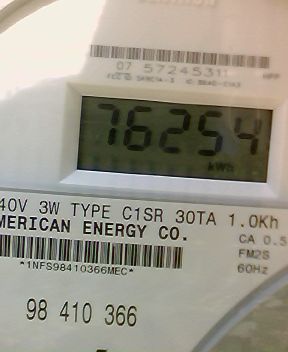 07 57245311
76254
kWh
40V 3W TYPE C1SR 30TA 1.0Kh
MERICAN ENERGY CO.
CA 0.5
FM2S
*1NFS98410366MEC*
60Hz
98 410 366